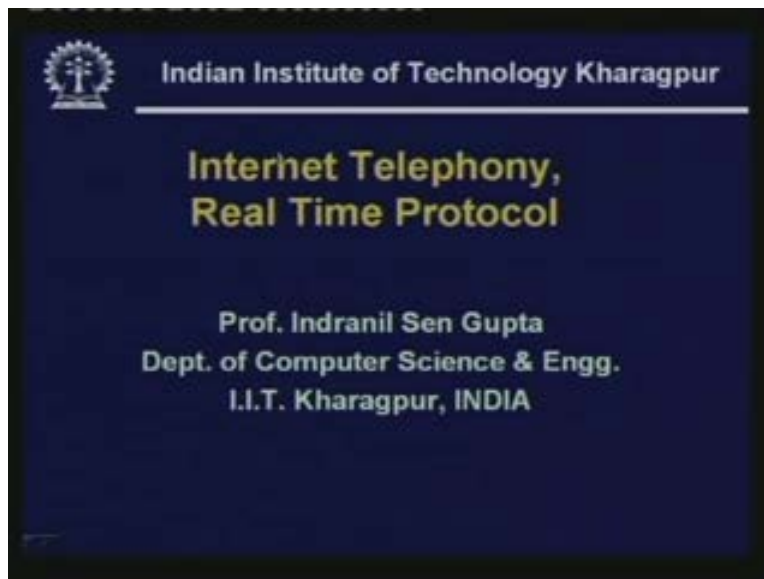 Indian Institute of Technology Kharagpur
Internet Telephony,
Real Time Protocol
Prof. Indranil Sen Gupta
Dept. of Computer Science & Engg.
I.I.T. Kharagpur, INDIA